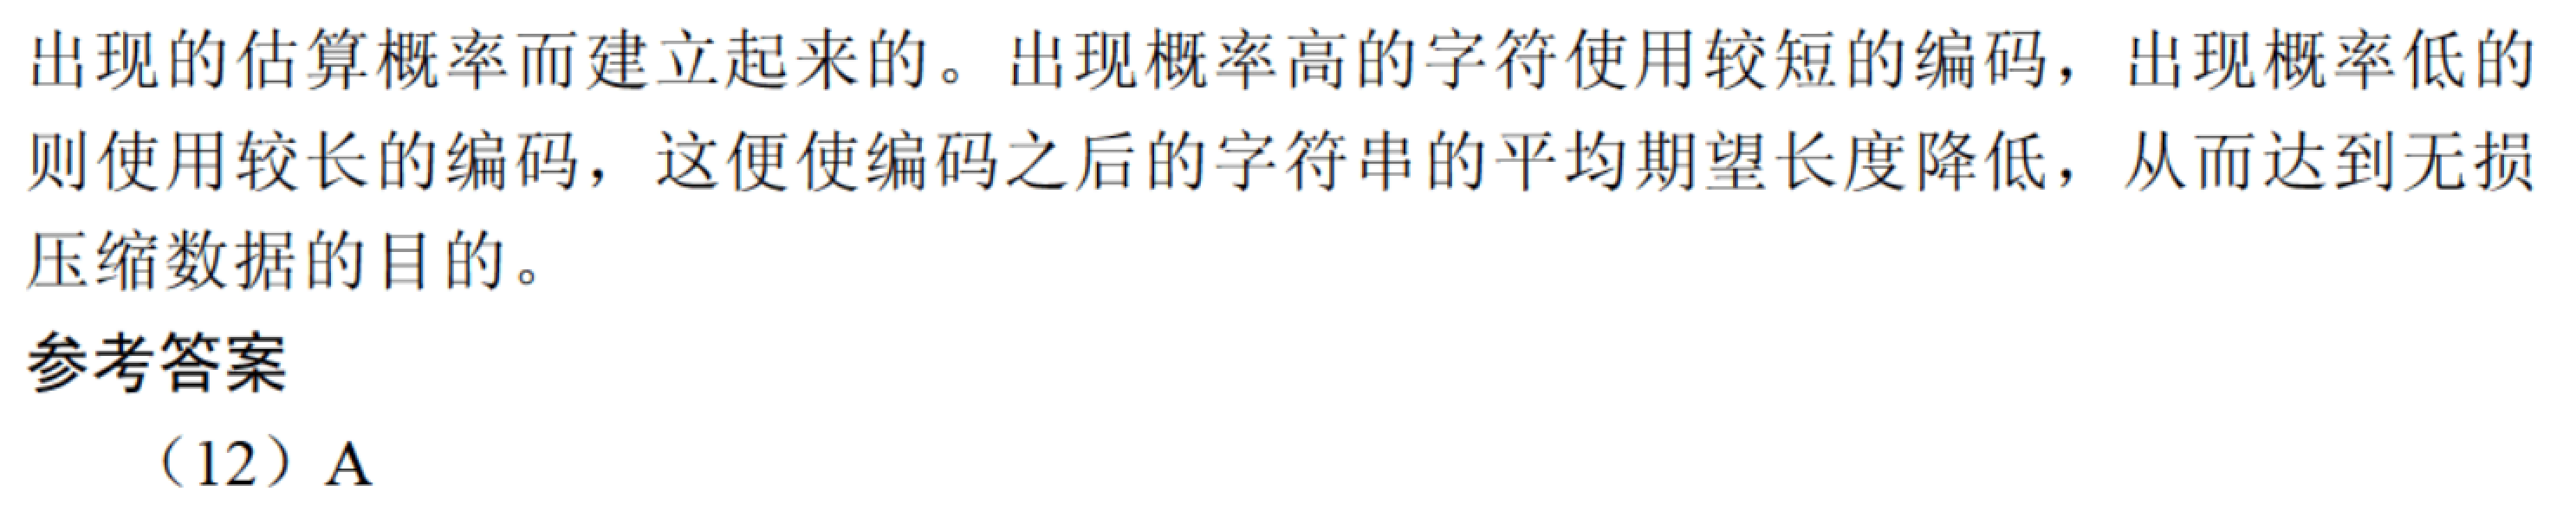 出现的估算概率而建立起来的。出现概率高的字符使用较短的编码，出现概率低的
则使用较长的编码，这便使编码之后的字符串的平均期望长度降低，从而达到无损
压缩数据的目的。
参考答案
（12）A